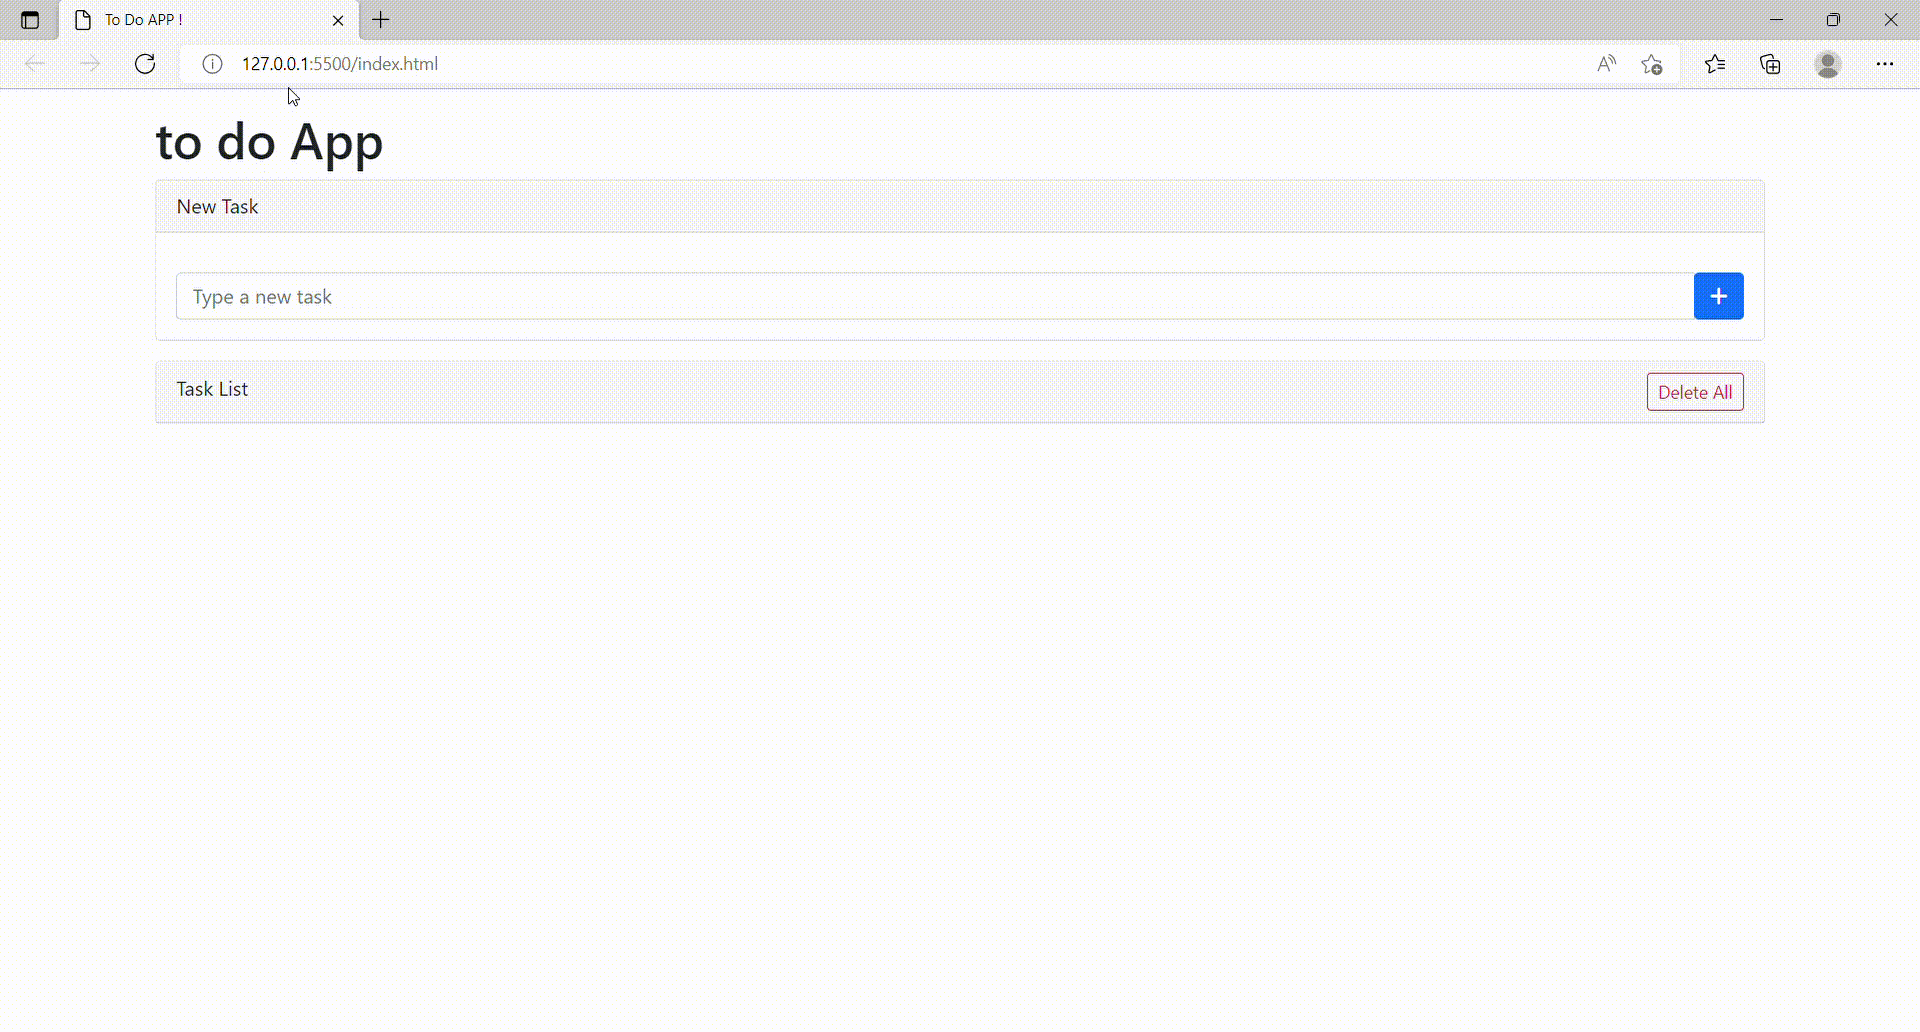 To Do APP !
127.0.0.1:5500/index.html
to do App
New Task
Type a new task
Task List
Delete All